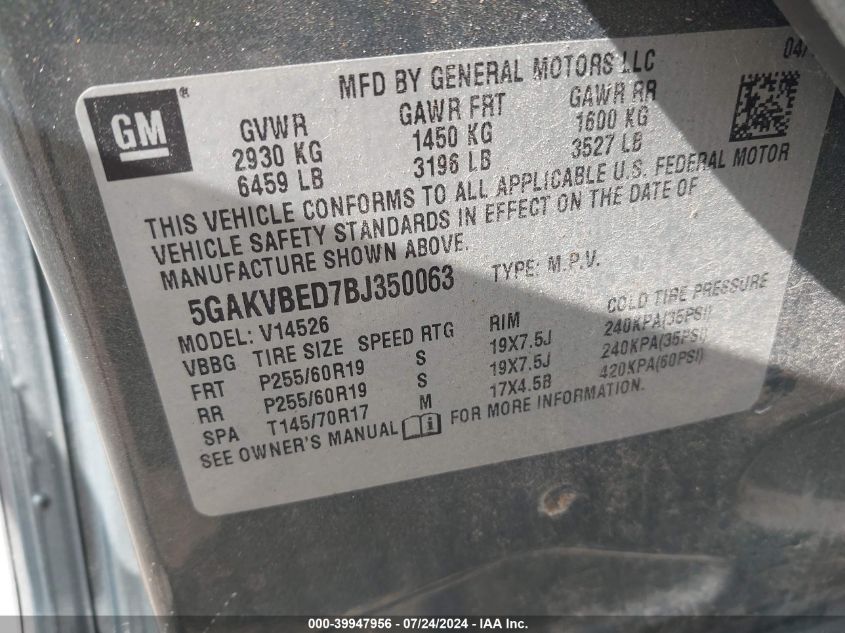 MFD BY GENERAL MOTORS LLC 04/
GM®
GVWR GAWR FRT GAWR RR
2930 KG 1450 KG 1600 KG
6459 LB 3196 LB 3527 LB
THIS VEHICLE CONFORMS TO ALL APPLICABLE U.S. FEDERAL MOTOR
VEHICLE SAFETY STANDARDS IN EFFECT ON THE DATE OF
MANUFACTURE SHOWN ABOVE.
5GAKVBED7BJ350063 TYPE: M.P.V.
MODEL: V14526
VBBG TIRE SIZE SPEED RTG RIM COLD TIRE PRESSURE
FRT P255/60R19 S 19X7.5J 240KPA(35PSI)
RR P255/60R19 S 19X7.5J 240KPA(35PSI)
SPA T145/70R17 M 17X4.5B 420KPA(60PSI)
SEE OWNER'S MANUAL i FOR MORE INFORMATION.
000-39947956 - 07/24/2024 - IAA Inc.